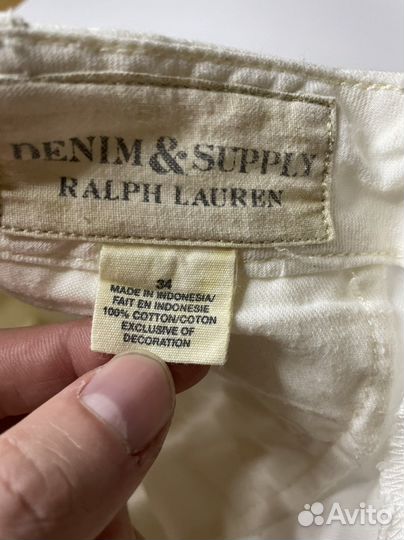 DENIM & SUPPLY
RALPH LAUREN
34
MADE IN INDONESIA/
FAIT EN INDONESIE
100% COTTON/COTON
EXCLUSIVE OF
DECORATION
Avito